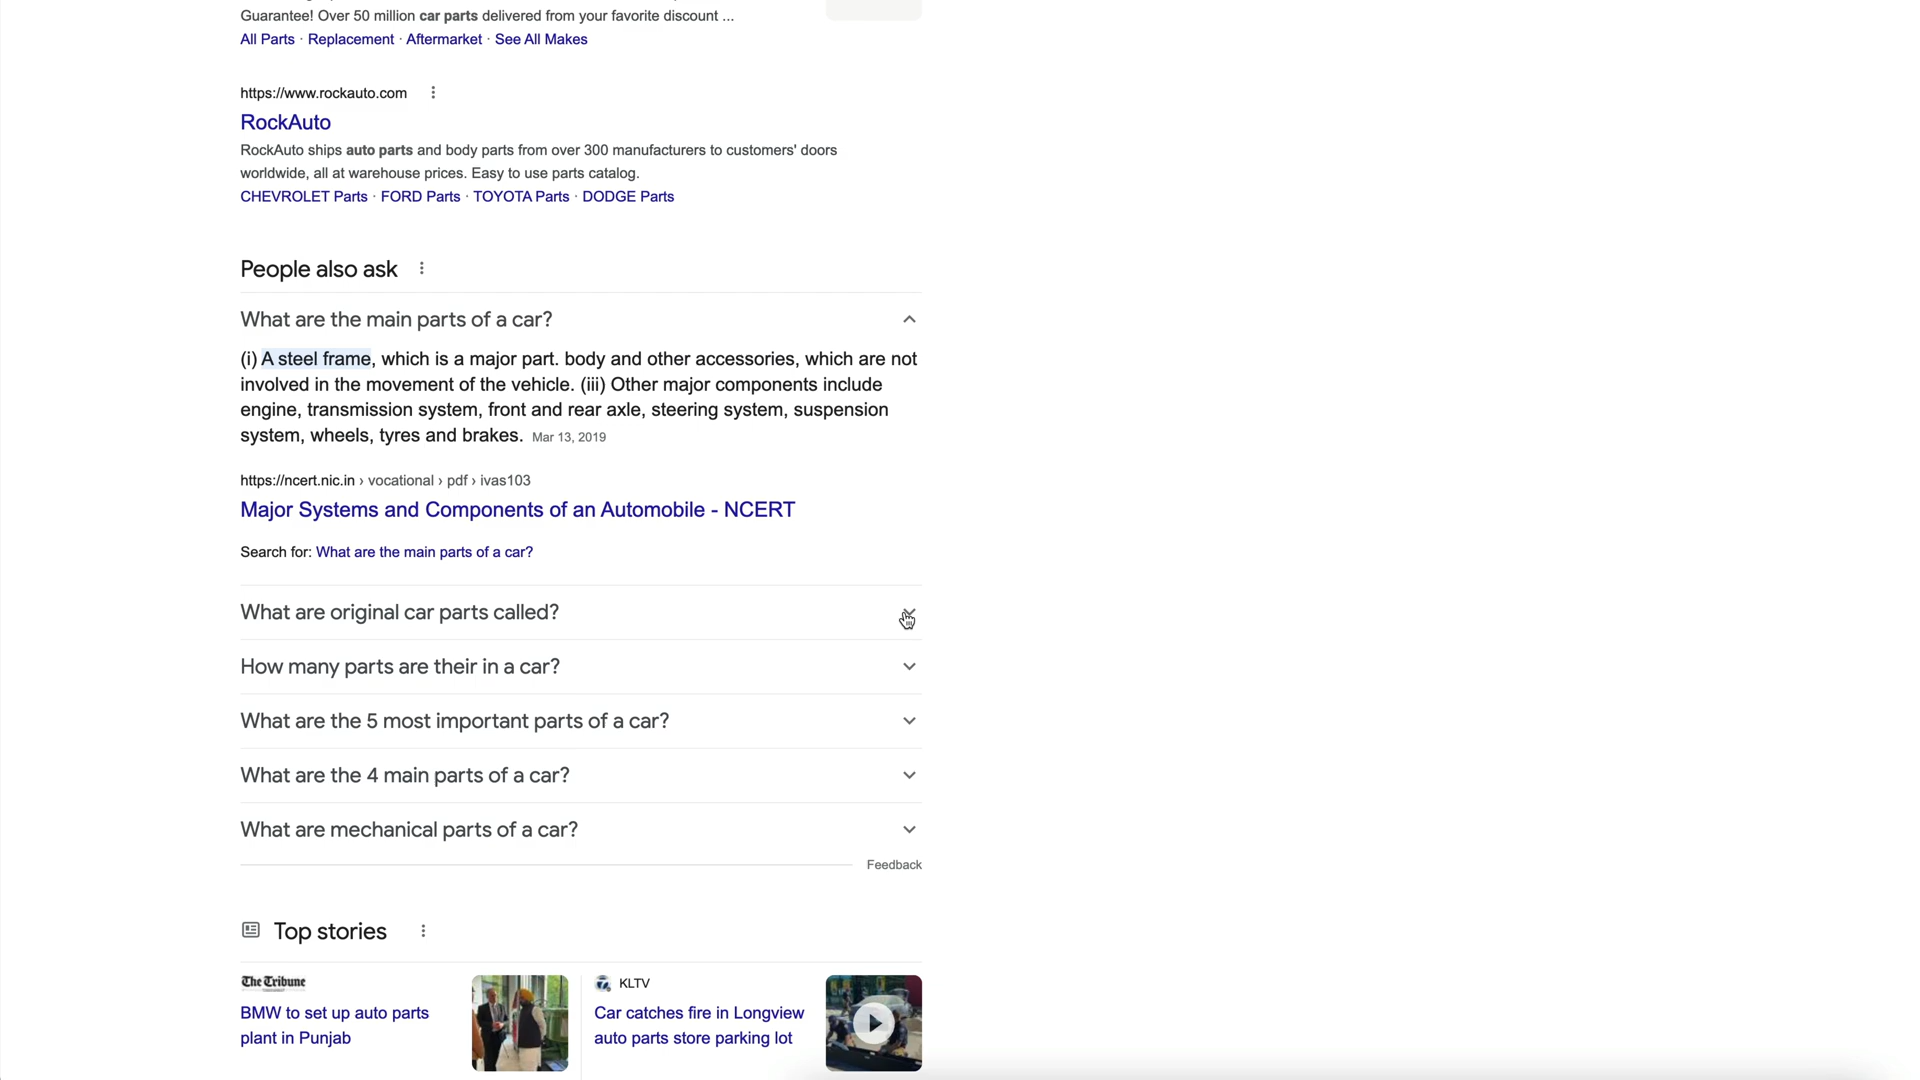 Guarantee! Over 50 million car parts delivered from your favorite discount ...
All Parts · Replacement · Aftermarket · See All Makes
https://www.rockauto.com
RockAuto
RockAuto ships auto parts and body parts from over 300 manufacturers to customers' doors
worldwide, all at warehouse prices. Easy to use parts catalog.
CHEVROLET Parts · FORD Parts · TOYOTA Parts · DODGE Parts
People also ask
What are the main parts of a car?
(i) A steel frame, which is a major part. body and other accessories, which are not
involved in the movement of the vehicle. (iii) Other major components include
engine, transmission system, front and rear axle, steering system, suspension
system, wheels, tyres and brakes. Mar 13, 2019
https://ncert.nic.in › vocational › pdf › ivas103
Major Systems and Components of an Automobile - NCERT
Search for: What are the main parts of a car?
What are original car parts called?
How many parts are their in a car?
What are the 5 most important parts of a car?
What are the 4 main parts of a car?
What are mechanical parts of a car?
Feedback
Top stories
The Tribune
BMW to set up auto parts
plant in Punjab
KLTV
Car catches fire in Longview
auto parts store parking lot